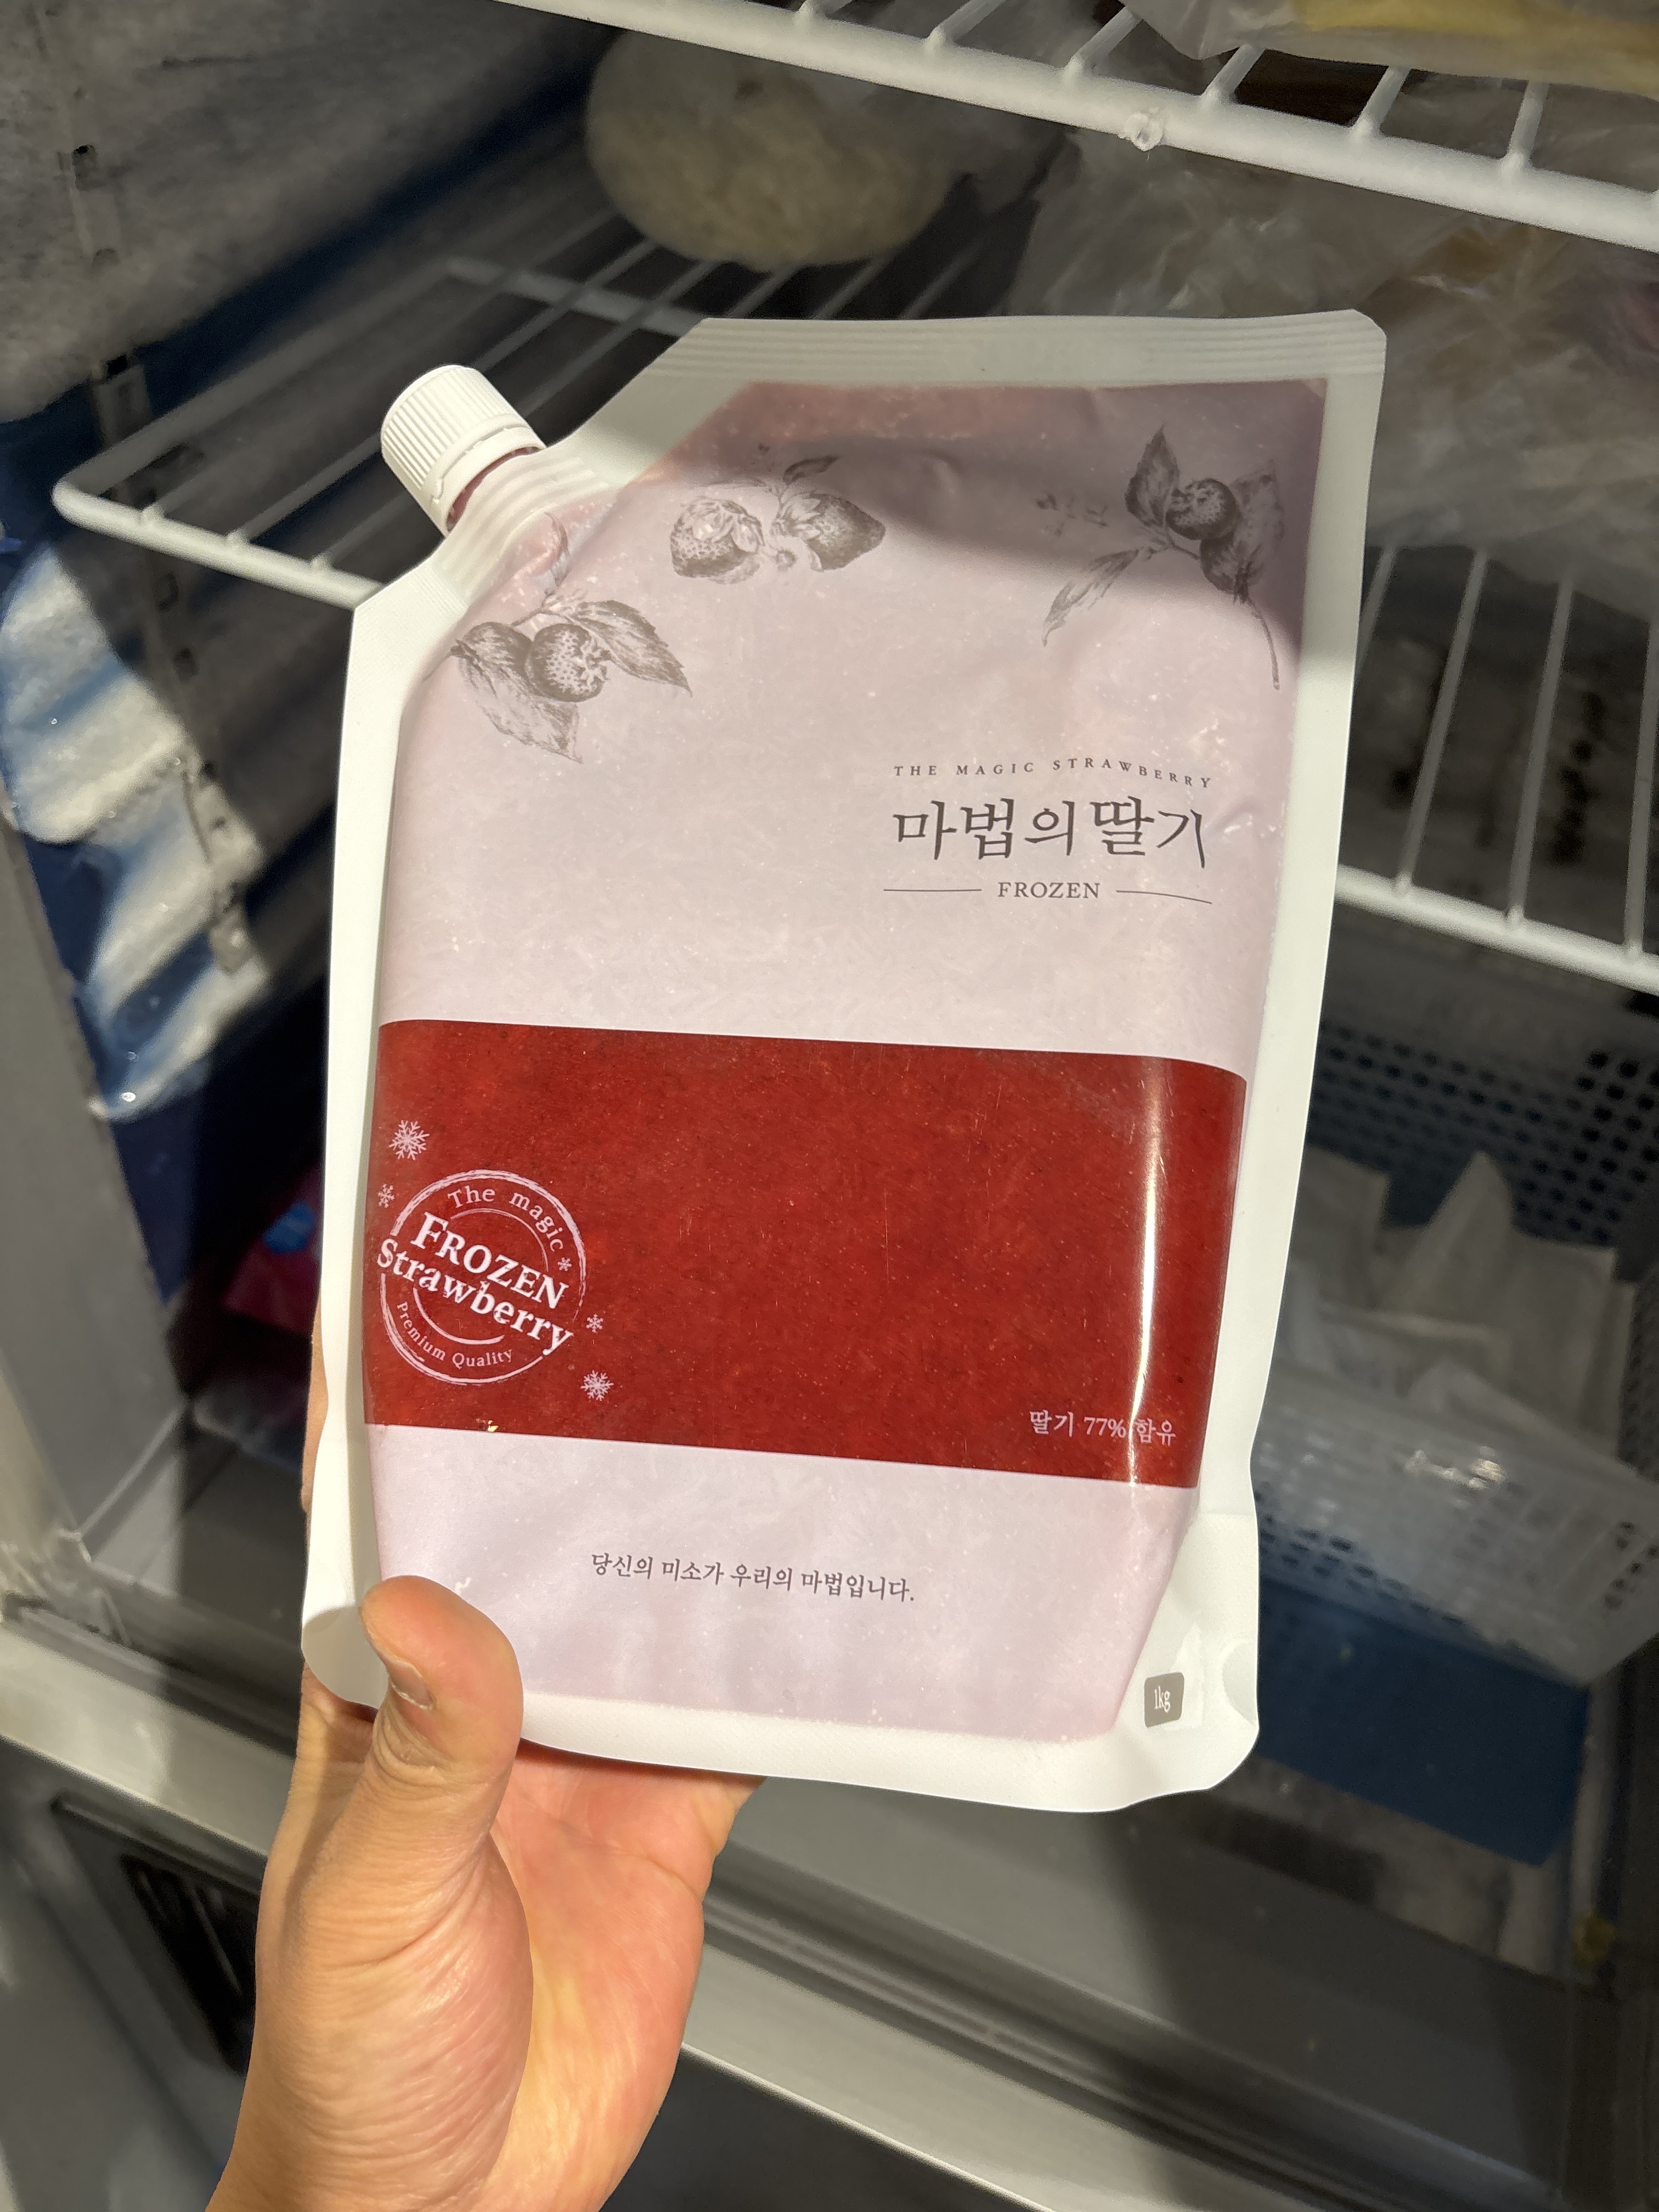 THE MAGIC STRAWBERRY
마법의 딸기
FROZEN
The magic
FROZEN
Strawberry
Premium Quality
딸기 77% 함유
당신의 미소가 우리의 마법입니다.
1kg